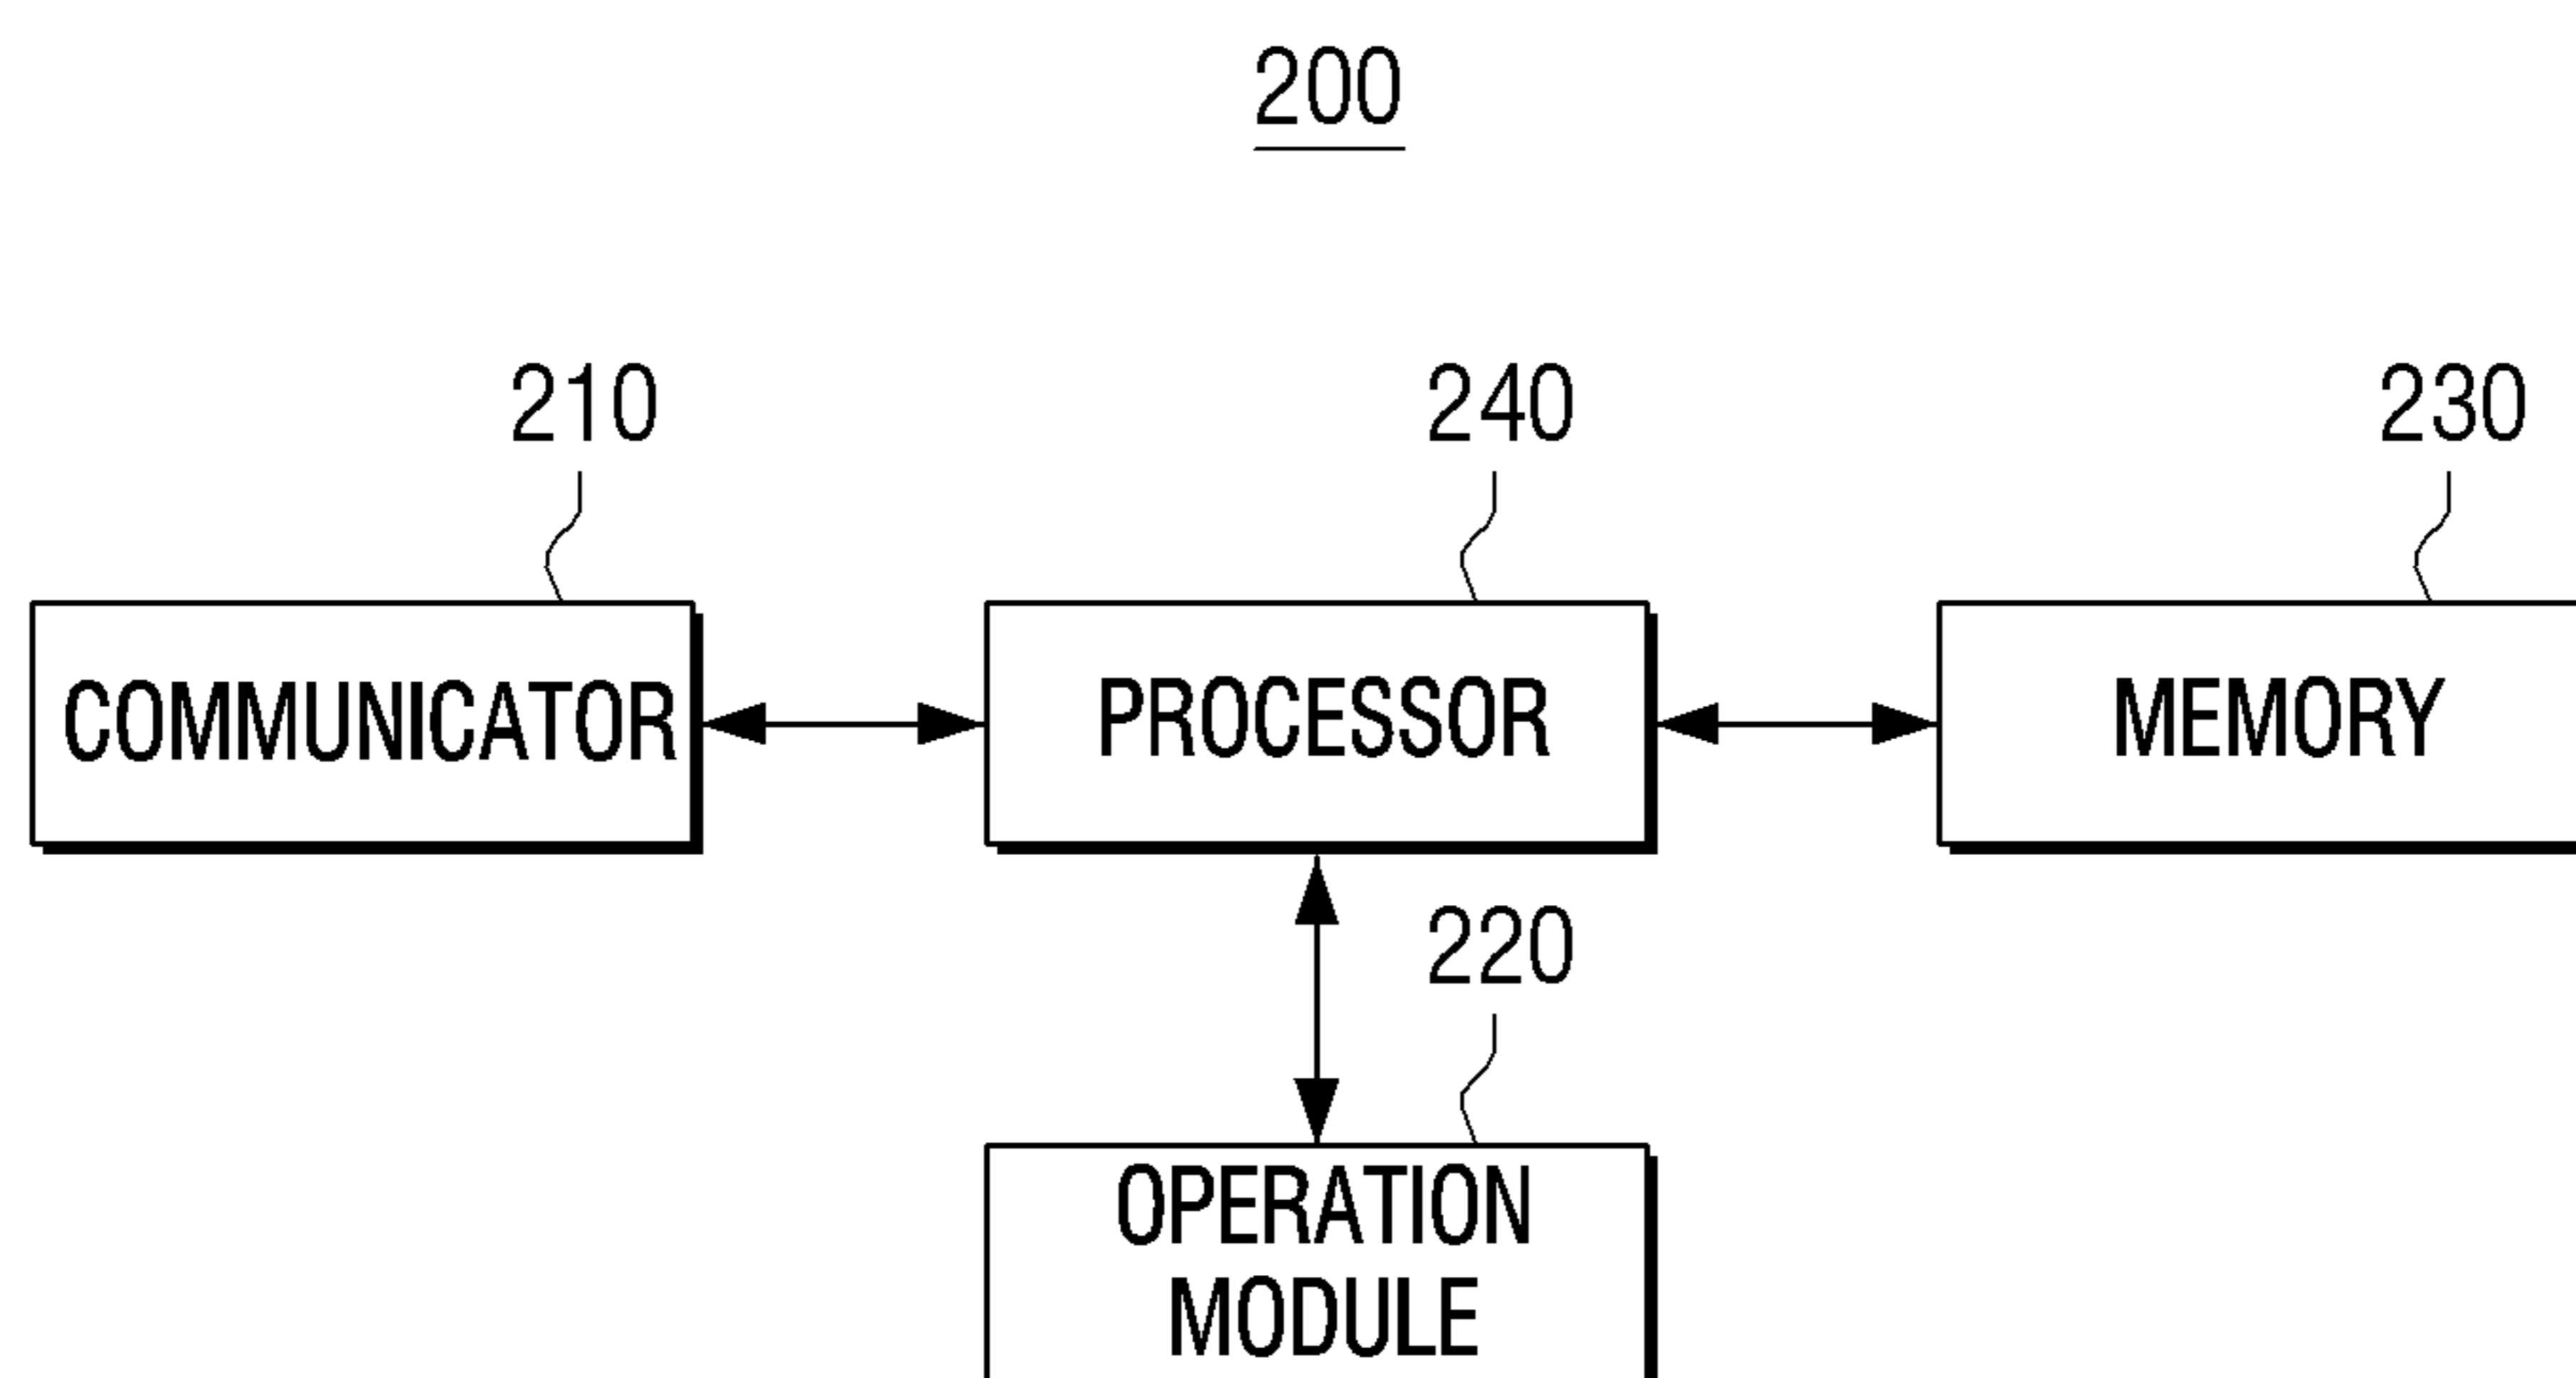 200
210
240
230
COMMUNICATOR
PROCESSOR
MEMORY
220
OPERATION
MODULE